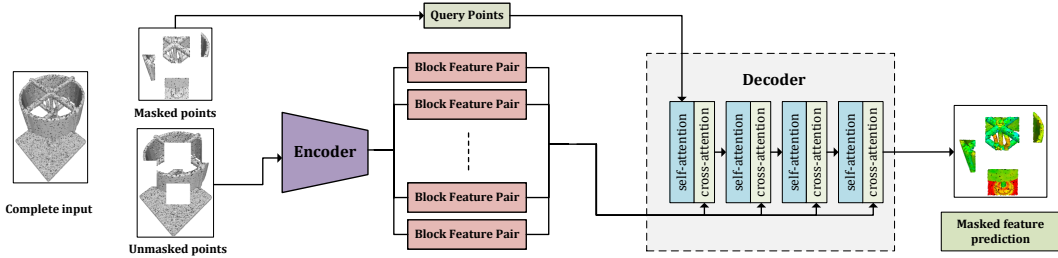 Query Points
Masked points
Complete input
Unmasked points
Encoder
Block Feature Pair
Block Feature Pair
Block Feature Pair
Block Feature Pair
Decoder
self-attention
cross-attention
self-attention
cross-attention
self-attention
cross-attention
self-attention
cross-attention
Masked feature
prediction